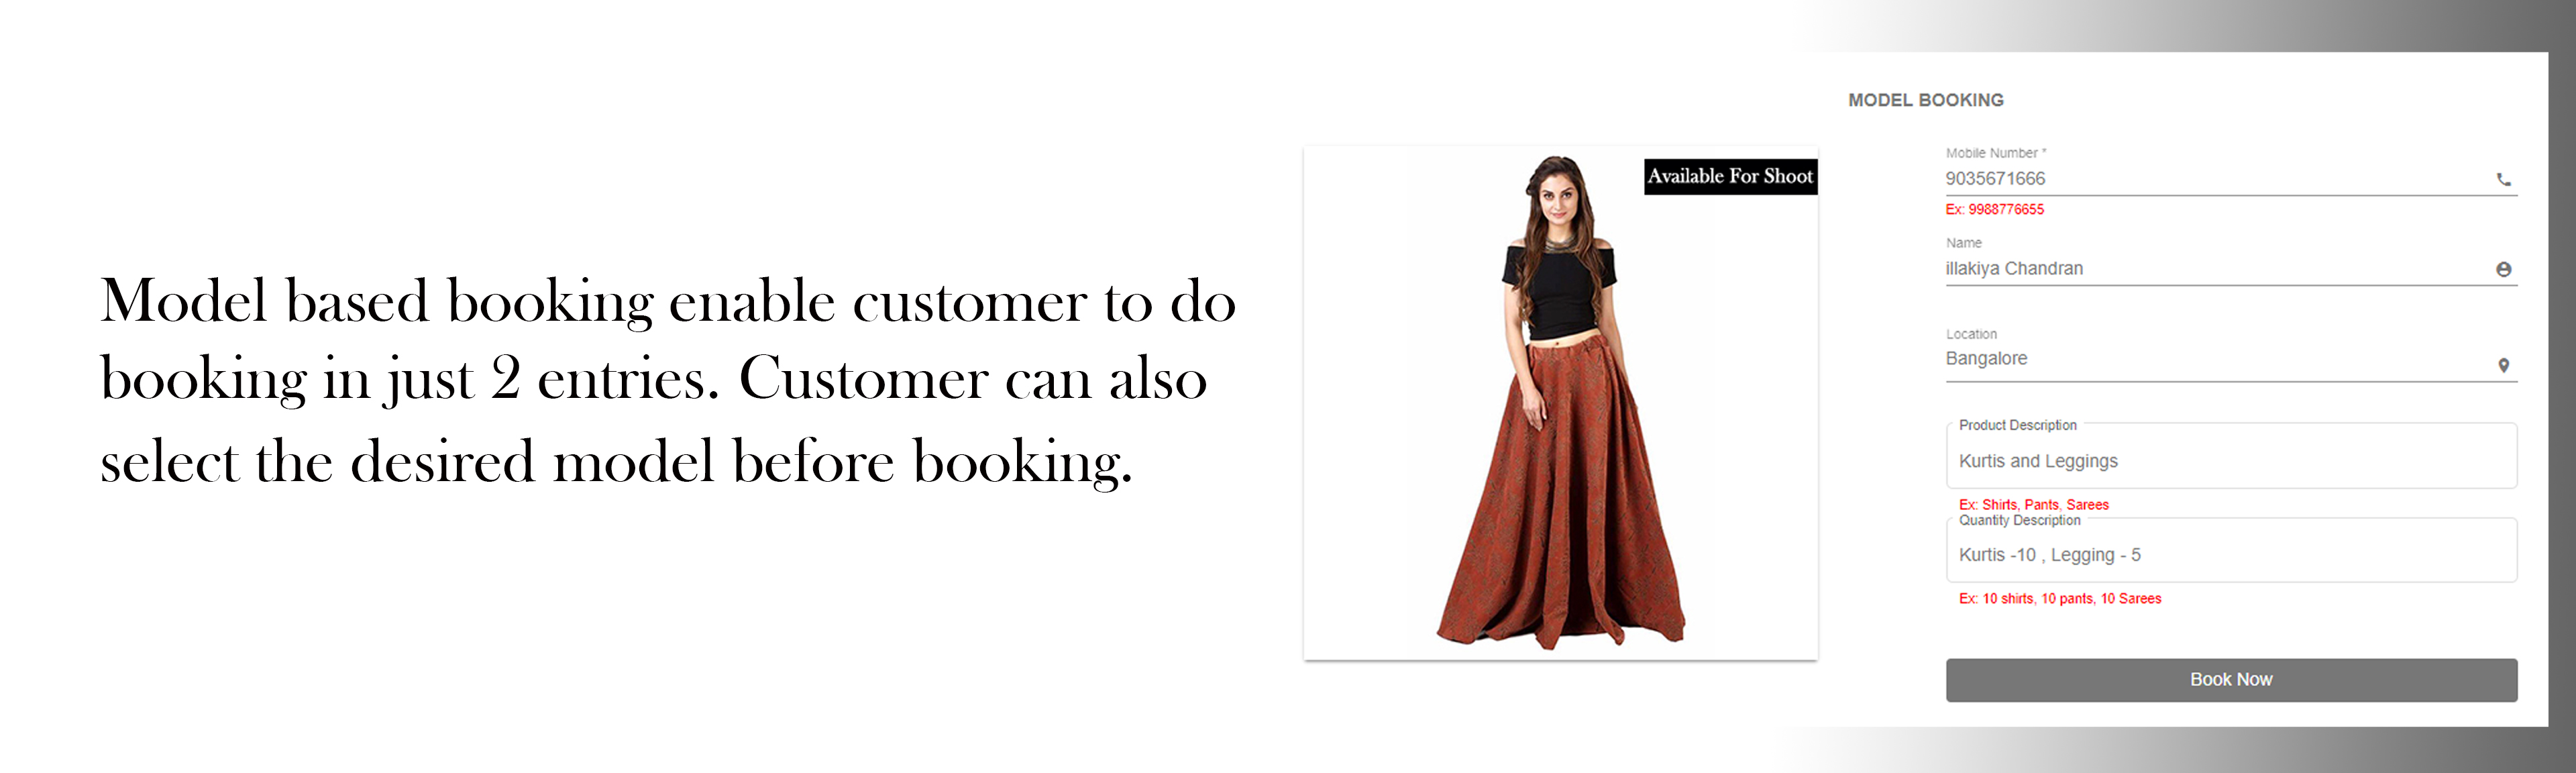 Model based booking enable customer to do
booking in just 2 entries. Customer can also
select the desired model before booking.
Available For Shoot
MODEL BOOKING
Mobile Number *
9035671666
Ex: 9988776655
Name
illakiya Chandran
Location
Bangalore
Product Description
Kurtis and Leggings
Ex: Shirts, Pants, Sarees
Quantity Description
Kurtis -10 , Legging - 5
Ex: 10 shirts, 10 pants, 10 Sarees
Book Now